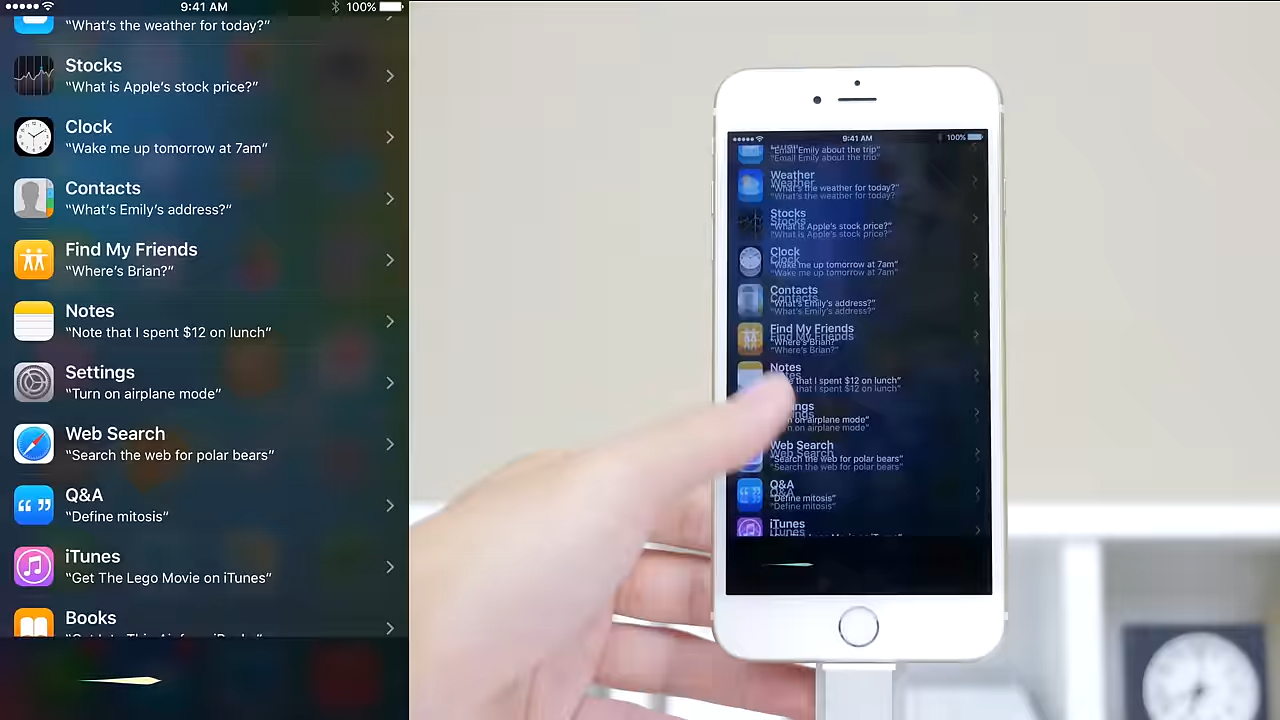 9:41 AM
100%
"What's the weather for today?"
Stocks
"What is Apple's stock price?"
Clock
"Wake me up tomorrow at 7am"
Contacts
"What's Emily's address?"
Find My Friends
"Where's Brian?"
Notes
"Note that I spent $12 on lunch"
Settings
"Turn on airplane mode"
Web Search
"Search the web for polar bears"
Q&A
"Define mitosis"
iTunes
"Get The Lego Movie on iTunes"
Books
9:41 AM
100%
"Email Emily about the trip"
Weather
"What's the weather for today?"
Stocks
"What is Apple's stock price?"
Clock
"Wake me up tomorrow at 7am"
Contacts
"What's Emily's address?"
Find My Friends
"Where's Brian?"
Notes
that I spent $12 on lunch"
on airplane mode"
Web Search
"Search the web for polar bears"
Q&A
"Define mitosis"
iTunes